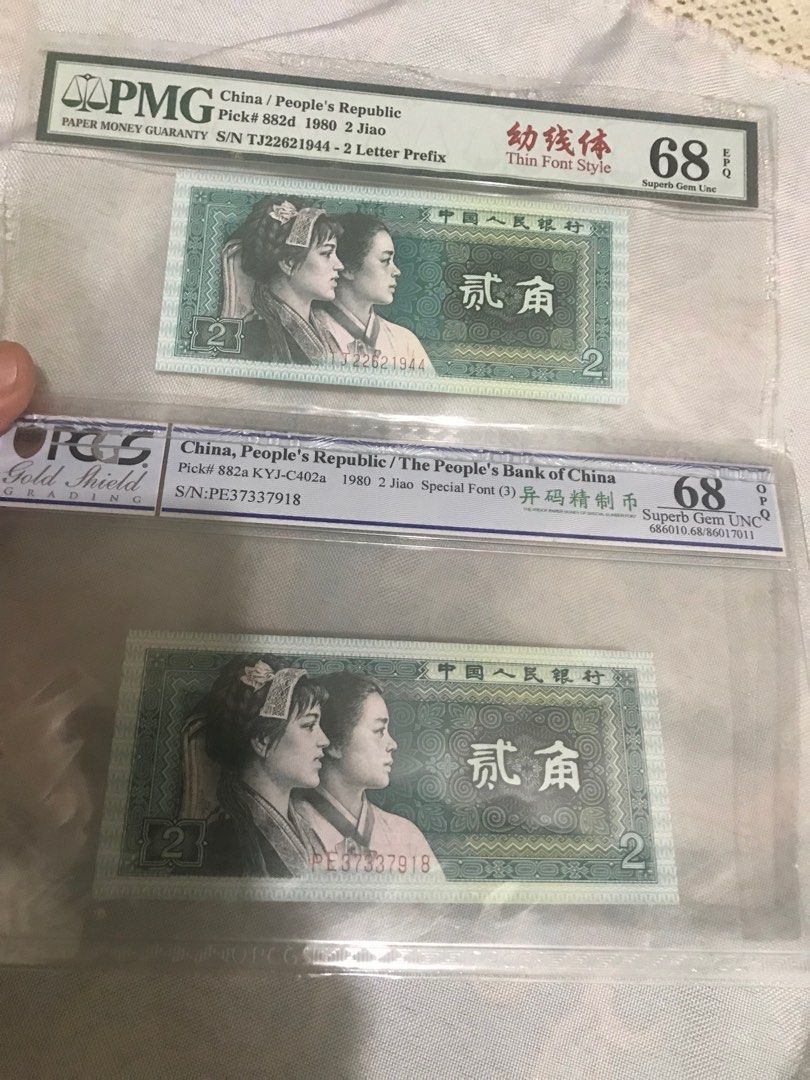 PMG
PAPER MONEY GUARANTY
China / People's Republic
Pick# 882d 1980 2 Jiao
S/N TJ22621944 - 2 Letter Prefix
幼线体
Thin Font Style
68
EPQ
Superb Gem Unc
中国人民银行
贰角
2
TJ22621944
2
PCGS
Gold Shield
GRADING
China, People's Republic / The People's Bank of China
Pick# 882a KYJ-C402a 1980 2 Jiao Special Font (3)
S/N:PE37337918
异码精制币
68
OPQ
Superb Gem UNC
686010.68/86017011
中国人民银行
贰角
2
PE37337918
2
PCGS